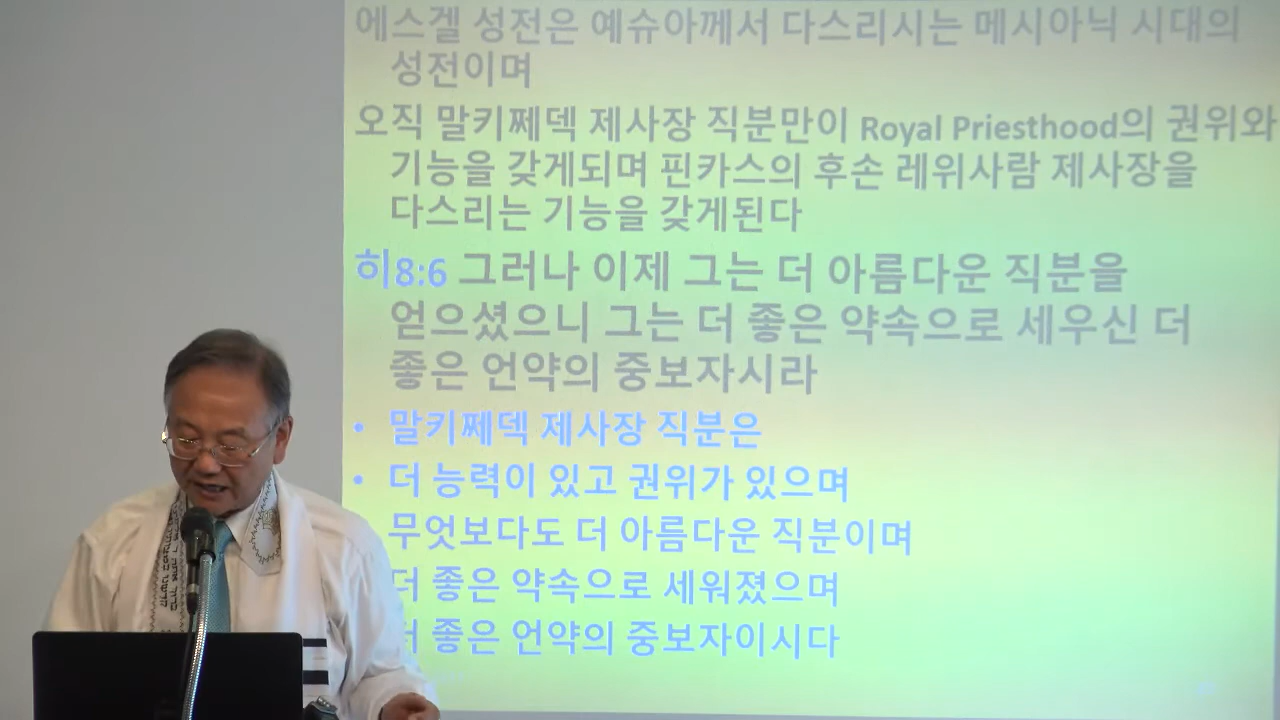 에스겔 성전은 예슈아께서 다스리시는 메시아닉 시대의
성전이며
오직 말키쩨덱 제사장 직분만이 Royal Priesthood의 권위와
기능을 갖게되며 핀카스의 후손 레위사람 제사장을
다스리는 기능을 갖게된다
히8:6 그러나 이제 그는 더 아름다운 직분을
얻으셨으니 그는 더 좋은 약속으로 세우신 더
좋은 언약의 중보자시라
• 말키쩨덱 제사장 직분은
• 더 능력이 있고 권위가 있으며
무엇보다도 더 아름다운 직분이며
더 좋은 약속으로 세워졌으며
더 좋은 언약의 중보자이시다